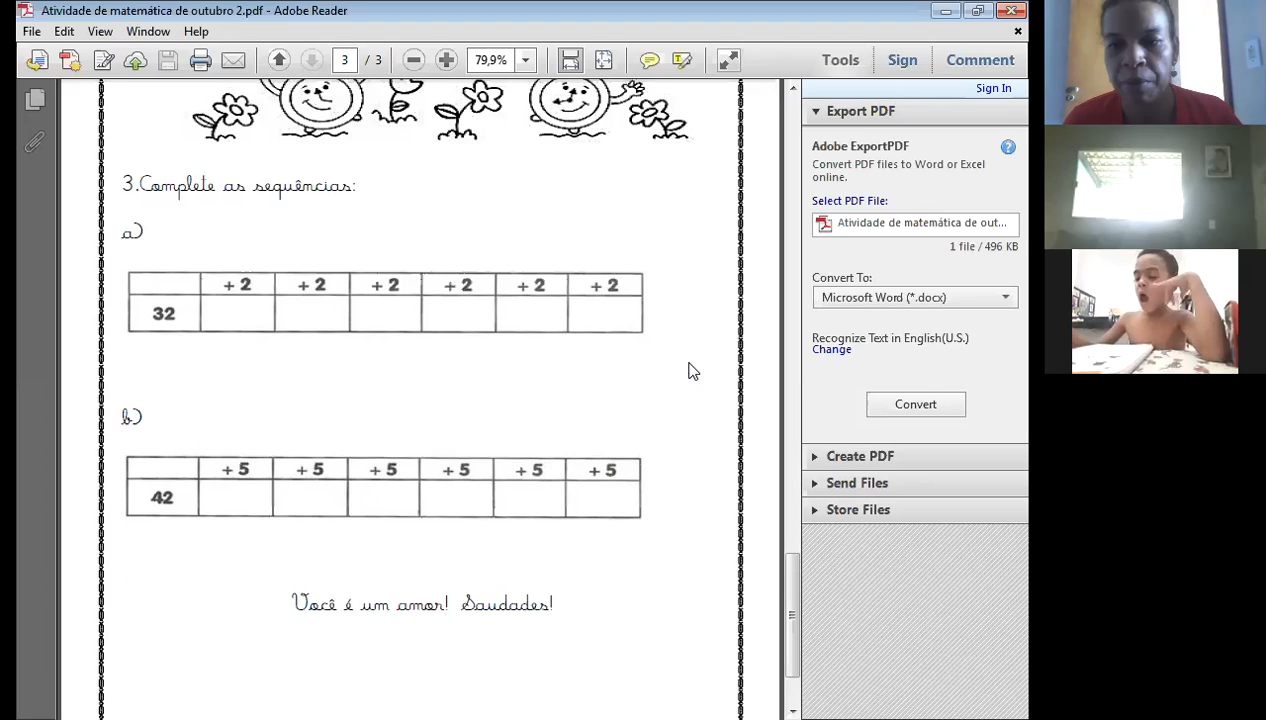 Atividade de matemática de outubro 2.pdf - Adobe Reader
File Edit View Window Help
3 / 3 79,9% Tools Sign Comment
Sign In
Export PDF
Adobe ExportPDF
Convert PDF files to Word or Excel
online.
Select PDF File:
Atividade de matemática de out...
1 file / 496 KB
Convert To:
Microsoft Word (*.docx)
Recognize Text in English(U.S.)
Change
Convert
Create PDF
Send Files
Store Files
3.Complete as sequências:
a)
+ 2 + 2 + 2 + 2 + 2 + 2
32
b)
+ 5 + 5 + 5 + 5 + 5 + 5
42
Você é um amor! Saudades!